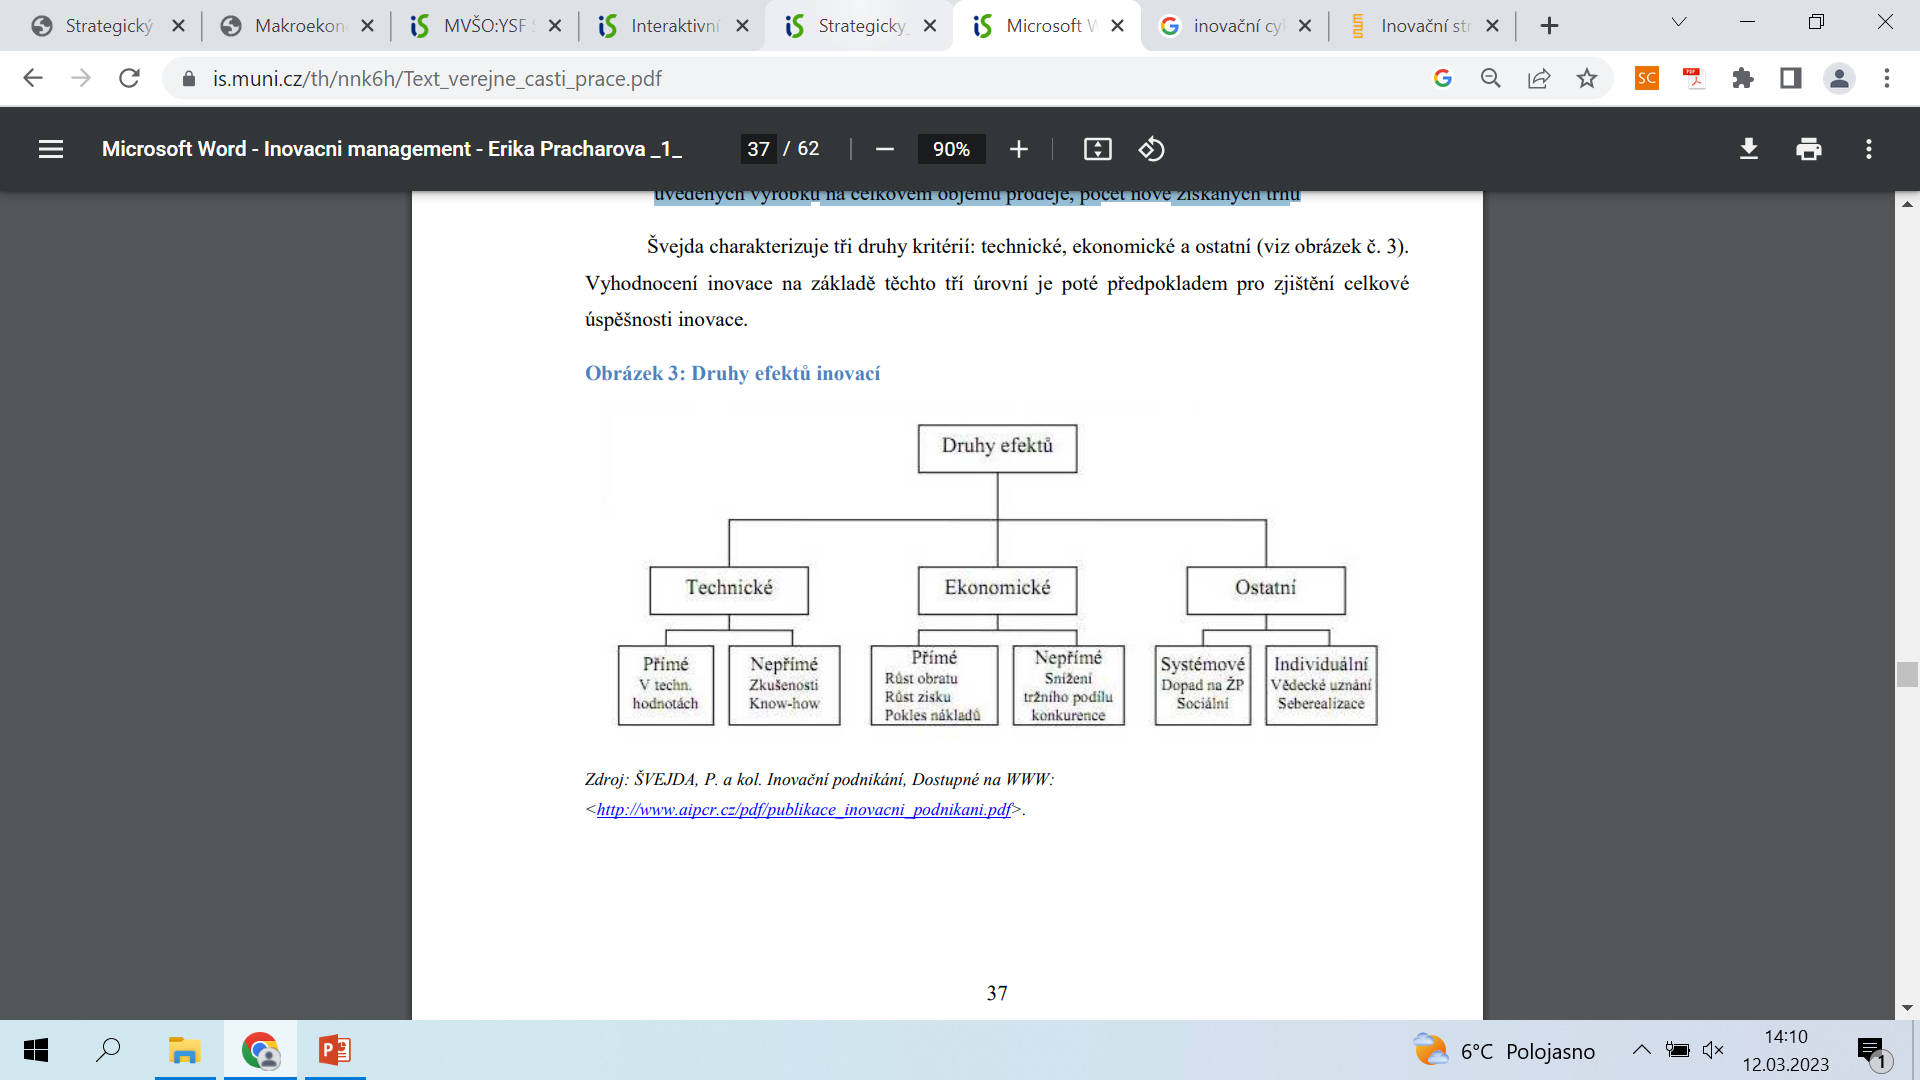 Strategický
Makroekon
MVŠO:YSF S
Interaktivní
Strategicky_
Microsoft W
inovační cyk
Inovační str
is.muni.cz/th/nnk6h/Text_verejne_casti_prace.pdf
SC
PDF
Microsoft Word - Inovacni management - Erika Pracharova _1_
37 / 62
90%
uvedených výrobků na celkovém objemu prodeje, počet nově získaných trhů
Švejda charakterizuje tři druhy kritérií: technické, ekonomické a ostatní (viz obrázek č. 3).
Vyhodnocení inovace na základě těchto tří úrovní je poté předpokladem pro zjištění celkové
úspěšnosti inovace.
Obrázek 3: Druhy efektů inovací
Druhy efektů
Technické
Ekonomické
Ostatní
Přímé
V techn.
hodnotách
Nepřímé
Zkušenosti
Know-how
Přímé
Růst obratu
Růst zisku
Pokles nákladů
Nepřímé
Snížení
tržního podílu
konkurence
Systémové
Dopad na ŽP
Sociální
Individuální
Vědecké uznání
Seberealizace
Zdroj: ŠVEJDA, P. a kol. Inovační podnikání, Dostupné na WWW:
<http://www.aipcr.cz/pdf/publikace_inovacni_podnikani.pdf>.
37
6°C Polojasno
14:10
12.03.2023
1